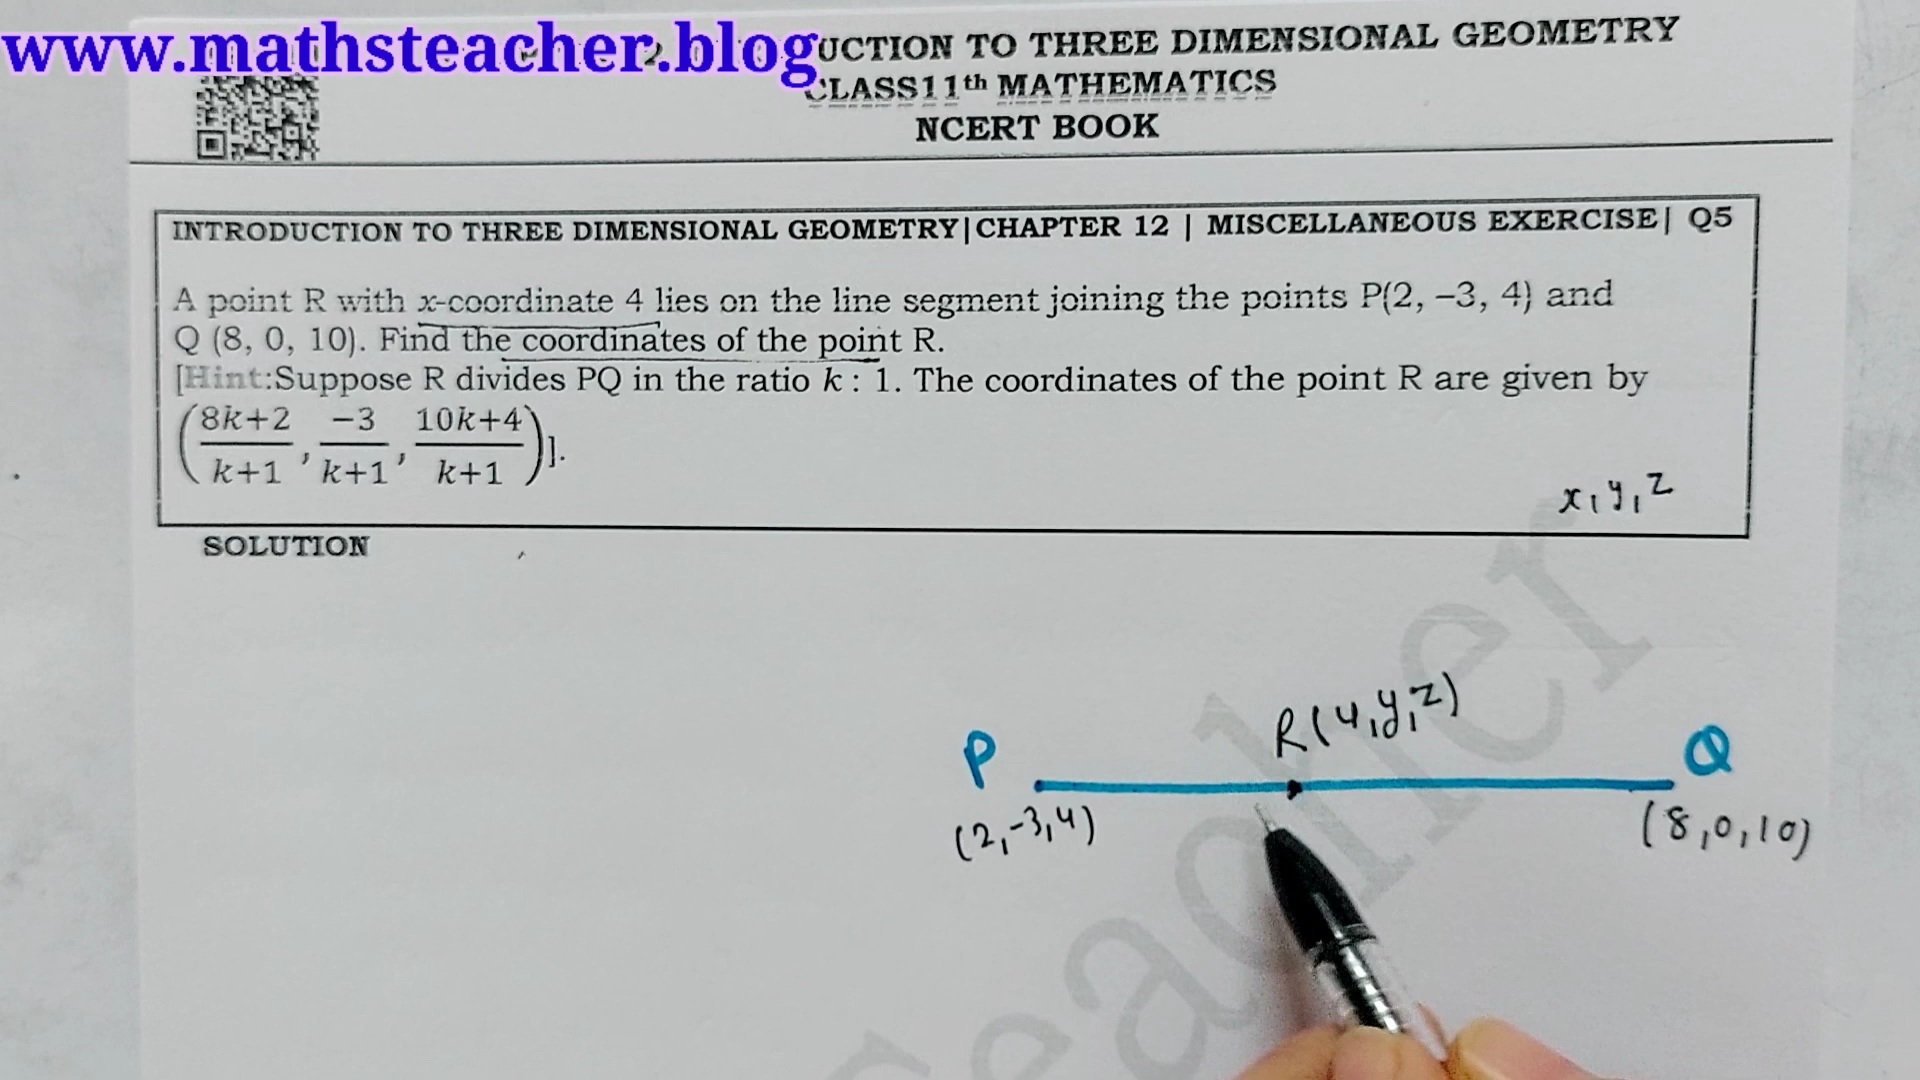 www.mathsteacher.blog
UCTION TO THREE DIMENSIONAL GEOMETRY
CLASS11th MATHEMATICS
NCERT BOOK
INTRODUCTION TO THREE DIMENSIONAL GEOMETRY|CHAPTER 12 | MISCELLANEOUS EXERCISE| Q5
A point R with x-coordinate 4 lies on the line segment joining the points P(2, –3, 4) and
Q (8, 0, 10). Find the coordinates of the point R.
[Hint:Suppose R divides PQ in the ratio k : 1. The coordinates of the point R are given by
(8k+2/k+1, −3/k+1, 10k+4/k+1)].
x, y, z
SOLUTION
R(4,y,z)
P
Q
(2,-3,4)
(8,0,10)
eacher